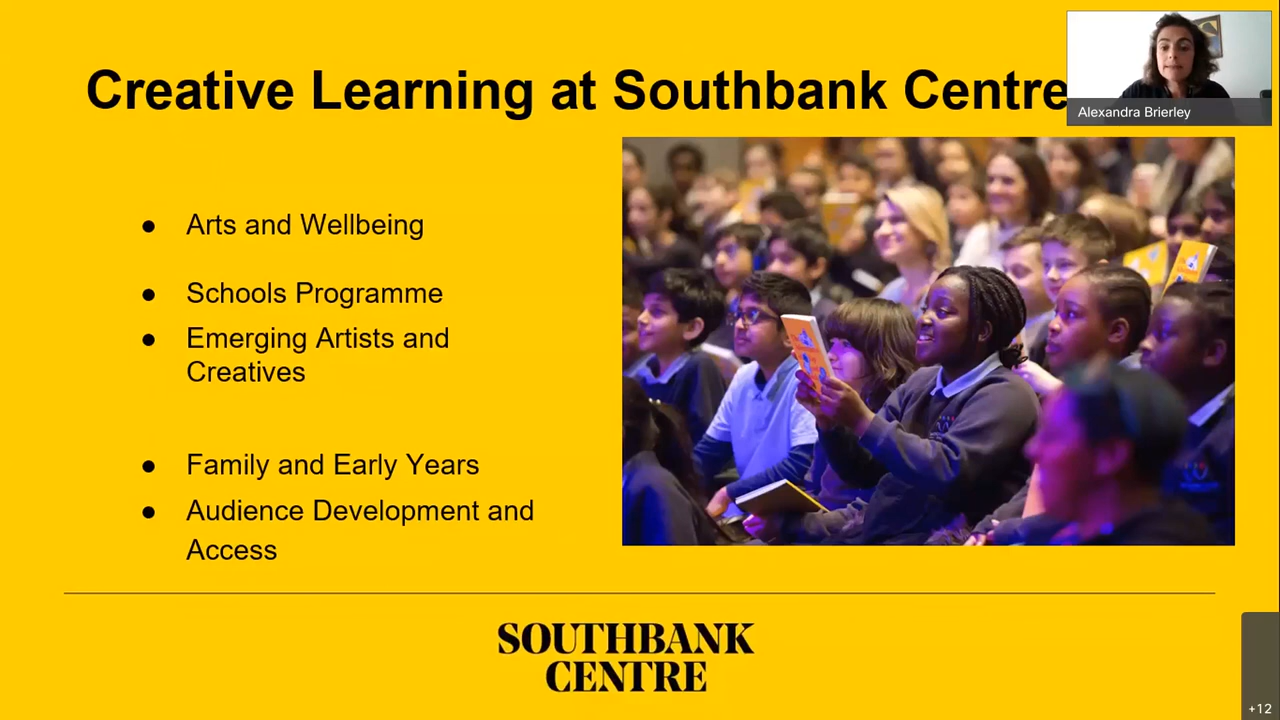 Creative Learning at Southbank Centre
Alexandra Brierley
● Arts and Wellbeing
● Schools Programme
● Emerging Artists and
Creatives
● Family and Early Years
● Audience Development and
Access
SOUTHBANK
CENTRE
+12